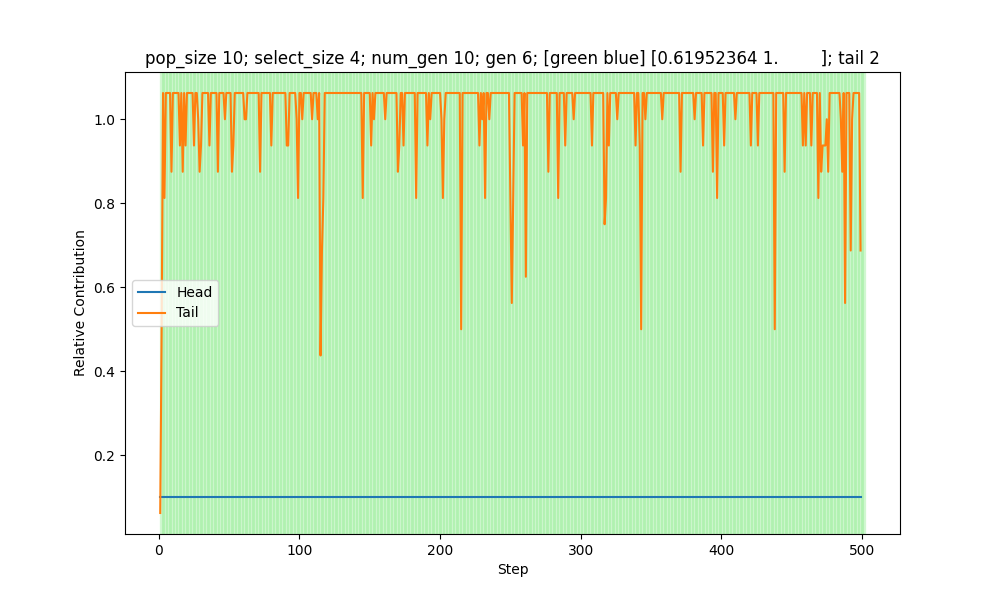 pop_size 10; select_size 4; num_gen 10; gen 6; [green blue] [0.61952364 1.        ]; tail 2
1.0
0.8
0.6
0.4
0.2
Relative Contribution
Head
Tail
0 100 200 300 400 500
Step